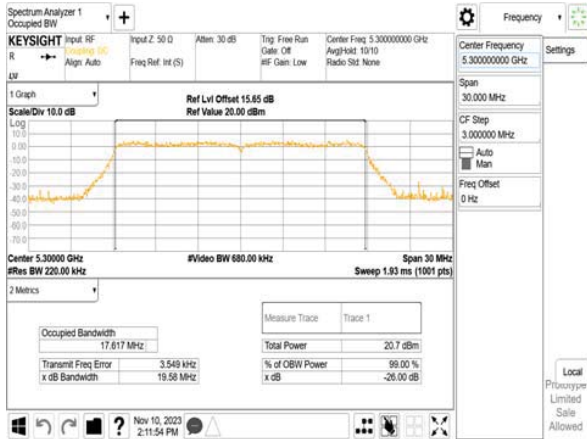 Spectrum Analyzer 1
Occupied BW
+
Frequency
KEYSIGHT Input: RF Input Z: 50 Ω Atten: 30 dB Trig: Free Run Center Freq: 5.300000000 GHz
R Coupling: DC Gate: Off Avg|Hold: 10/10
Align: Auto Freq Ref: Int (S) #IF Gain: Low Radio Std: None
Center Frequency
5.300000000 GHz
Settings
Span
30.000 MHz
CF Step
3.000000 MHz
Auto
Man
Freq Offset
0 Hz
1 Graph
Ref Lvl Offset 15.65 dB
Scale/Div 10.0 dB Ref Value 20.00 dBm
Log
10.0
0.00
-10.0
-20.0
-30.0
-40.0
-50.0
-60.0
-70.0
Center 5.30000 GHz #Video BW 680.00 kHz Span 30 MHz
#Res BW 220.00 kHz Sweep 1.93 ms (1001 pts)
2 Metrics
Measure Trace Trace 1
Occupied Bandwidth
17.617 MHz
Total Power 20.7 dBm
Transmit Freq Error 3.549 kHz % of OBW Power 99.00 %
x dB Bandwidth 19.58 MHz x dB -26.00 dB
Local
Prototype
Limited
Sale
Allowed
? Nov 10, 2023
2:11:54 PM